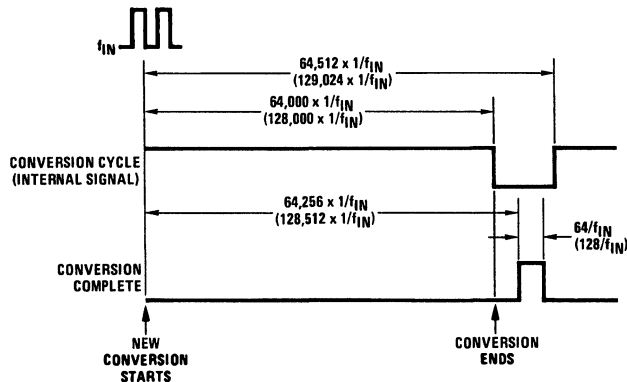 fIN
64,512 x 1/fIN
(129,024 x 1/fIN)
64,000 x 1/fIN
(128,000 x 1/fIN)
CONVERSION CYCLE
(INTERNAL SIGNAL)
64,256 x 1/fIN
(128,512 x 1/fIN)
64/fIN
(128/fIN)
CONVERSION
COMPLETE
NEW
CONVERSION
STARTS
CONVERSION
ENDS